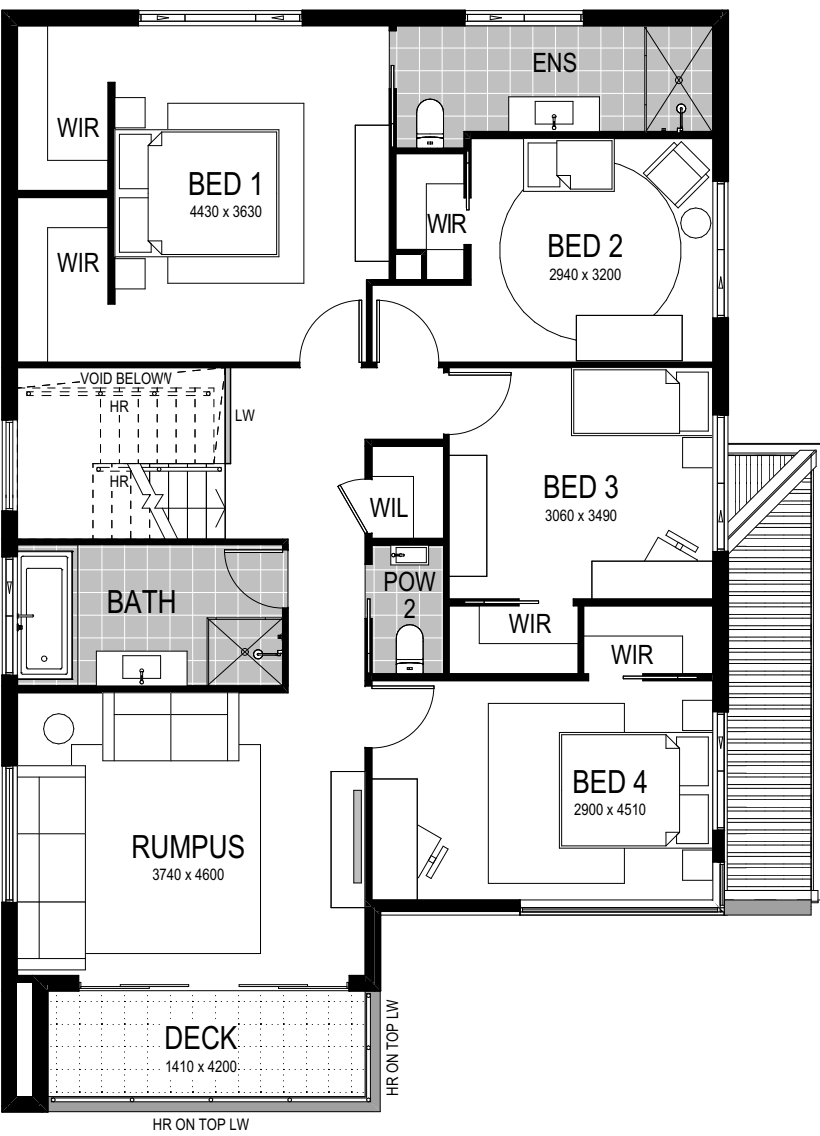 ENS
WIR
BED 1
4430 x 3630
WIR
BED 2
2940 x 3200
WIR
VOID BELOW
HR
LW
HR
WIL
BED 3
3060 x 3490
POW
2
BATH
WIR
WIR
BED 4
2900 x 4510
RUMPUS
3740 x 4600
DECK
1410 x 4200
HR ON TOP LW
HR ON TOP LW